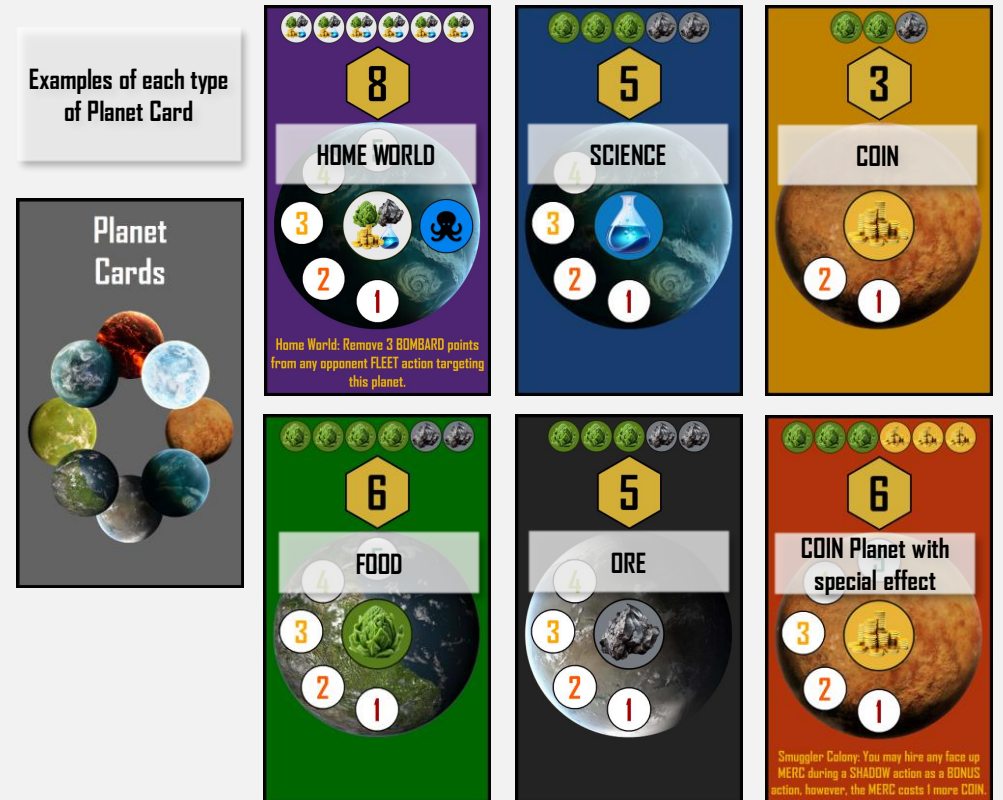 Examples of each type
of Planet Card
Planet
Cards
8
HOME WORLD
4
3
2
1
Home World: Remove 3 BOMBARD points
from any opponent FLEET action targeting
this planet.
5
SCIENCE
4
3
2
1
3
COIN
2
1
6
FOOD
4
3
2
1
5
ORE
4
3
2
1
6
COIN Planet with
special effect
3
2
1
Smuggler Colony: You may hire any face up
MERC during a SHADOW action as a BONUS
action, however, the MERC costs 1 more COIN.